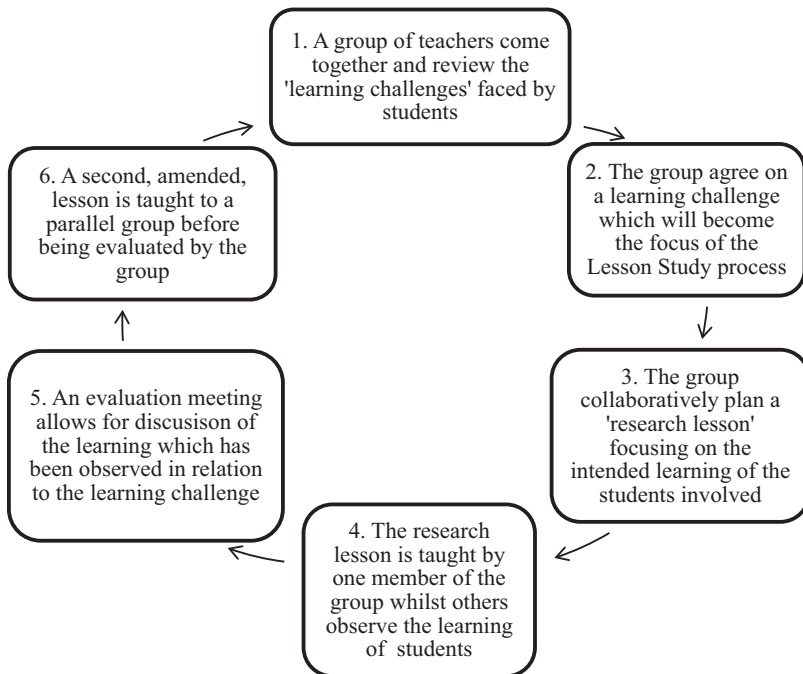 1. A group of teachers come
together and review the
'learning challenges' faced by
students
2. The group agree on
a learning challenge
which will become
the focus of the
Lesson Study process
3. The group
collaboratively plan a
'research lesson'
focusing on the
intended learning of the
students involved
4. The research
lesson is taught by
one member of the
group whilst others
observe the learning
of students
5. An evaluation meeting
allows for discusison of
the learning which has
been observed in relation
to the learning challenge
6. A second, amended,
lesson is taught to a
parallel group before
being evaluated by the
group